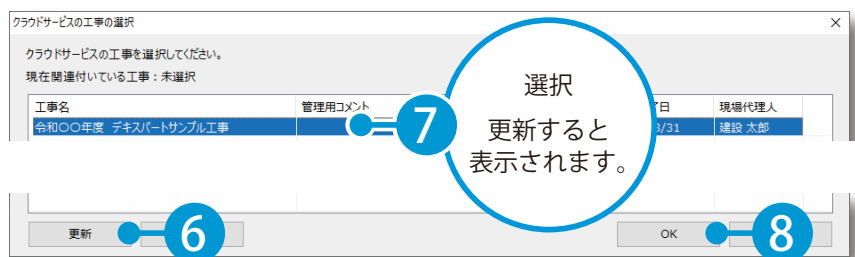 クラウドサービスの工事の選択
クラウドサービスの工事を選択してください。
現在関連付いている工事：未選択
工事名 管理用コメント 了日 現場代理人
令和〇〇年度 デキスパートサンプル工事 3/31 建設 太郎
7
選択
更新すると
表示されます。
更新 6 OK 8